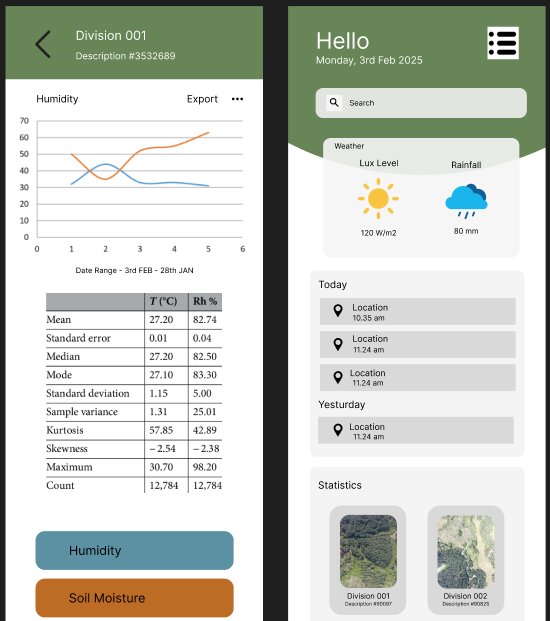 Division 001
Description #3532689
Humidity Export •••
70
60
50
40
30
20
10
0
0 1 2 3 4 5 6
Date Range - 3rd FEB - 28th JAN
T (°C) Rh %
Mean 27.20 82.74
Standard error 0.01 0.04
Median 27.20 82.50
Mode 27.10 83.30
Standard deviation 1.15 5.00
Sample variance 1.31 25.01
Kurtosis 57.85 42.89
Skewness −2.54 −2.38
Maximum 30.70 98.20
Count 12,784 12,784
Humidity
Soil Moisture
Hello
Monday, 3rd Feb 2025
Search
Weather
Lux Level Rainfall
120 W/m2 80 mm
Today
Location
10.35 am
Location
11.24 am
Location
11.24 am
Yesturday
Location
11.24 am
Statistics
Division 001 Division 002
Description #90097 Description #90825